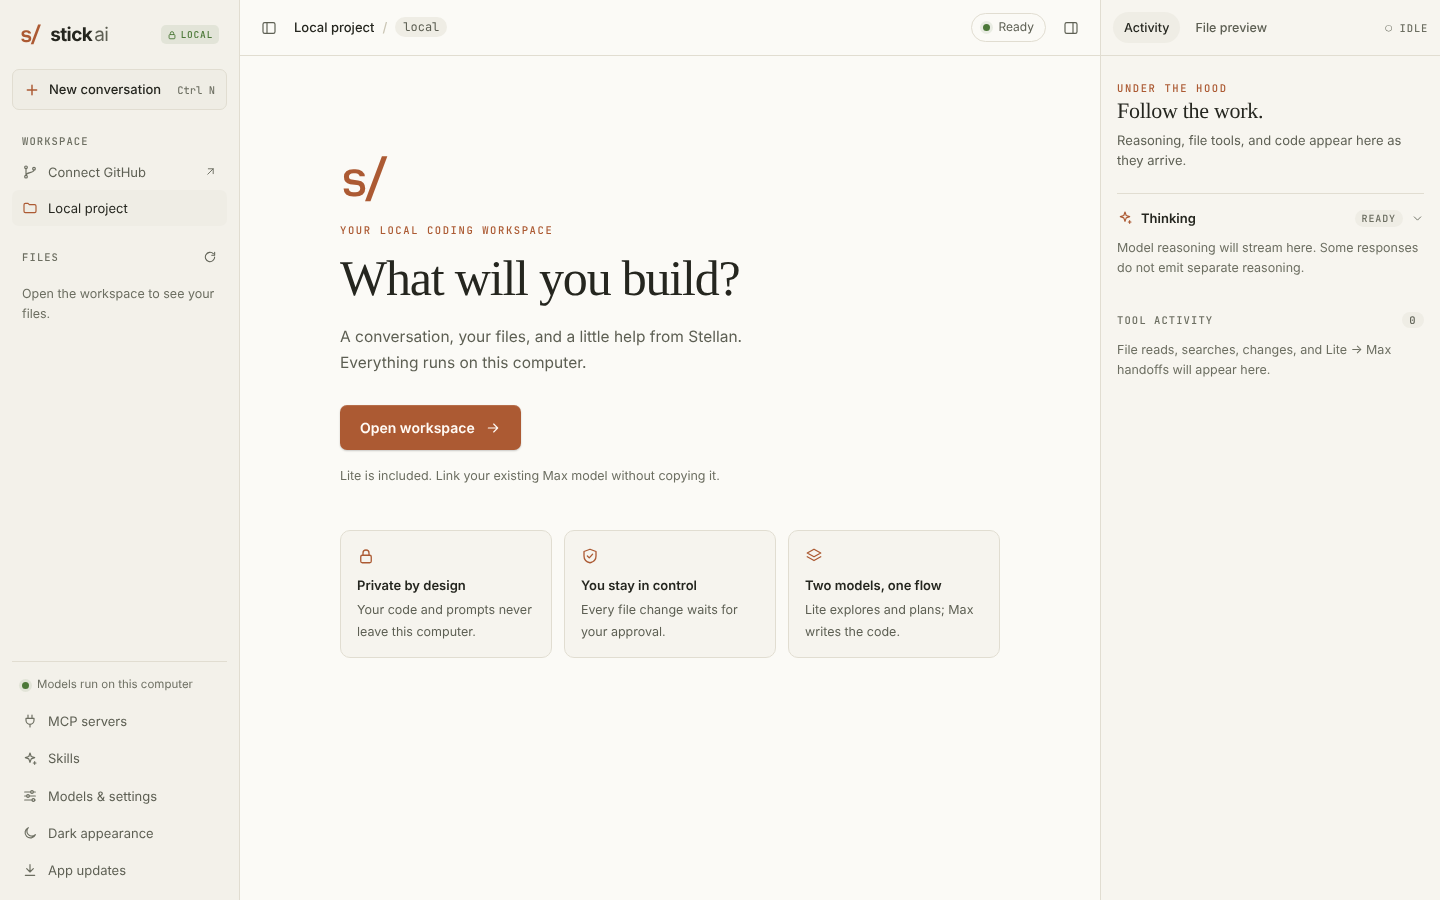 s/ stickai
LOCAL
New conversation
Ctrl N
WORKSPACE
Connect GitHub
Local project
FILES
Open the workspace to see your
files.
Models run on this computer
MCP servers
Skills
Models & settings
Dark appearance
App updates
Local project / local
Ready
s/
YOUR LOCAL CODING WORKSPACE
What will you build?
A conversation, your files, and a little help from Stellan.
Everything runs on this computer.
Open workspace →
Lite is included. Link your existing Max model without copying it.
Private by design
Your code and prompts never
leave this computer.
You stay in control
Every file change waits for
your approval.
Two models, one flow
Lite explores and plans; Max
writes the code.
Activity
File preview
IDLE
UNDER THE HOOD
Follow the work.
Reasoning, file tools, and code appear here as
they arrive.
Thinking
READY
Model reasoning will stream here. Some responses
do not emit separate reasoning.
TOOL ACTIVITY
0
File reads, searches, changes, and Lite → Max
handoffs will appear here.